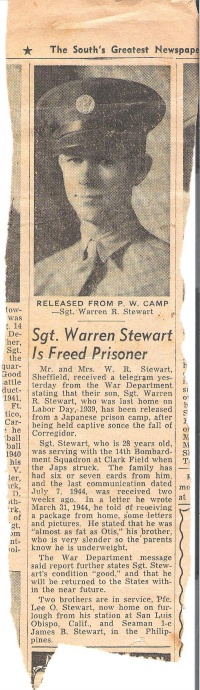 ★ The South's Greatest Newspape
RELEASED FROM P. W. CAMP
—Sgt. Warren R. Stewart
Sgt. Warren Stewart
Is Freed Prisoner
Mr. and Mrs. W. R. Stewart,
Sheffield, received a telegram yes-
terday from the War Department
stating that their son, Sgt. Warren
R. Stewart, who was last home on
Labor Day, 1939, has been released
from a Japanese prison camp, after
being held captive since the fall of
Corregidor.
Sgt. Stewart, who is 28 years old,
was serving with the 14th Bombard-
ment Squadron at Clark Field when
the Japs struck. The family has
had six or seven cards from him,
and the last communication dated
July 7, 1944, was received two
weeks ago. In a letter he wrote
March 31, 1944, he told of receiving
a package from home, some letters
and pictures. He stated that he was
"almost as fat as Otis," his brother,
who is very slender so the parents
know he is underweight.
The War Department message
said report further states Sgt. Stew-
art's condition "good," and that he
will be returned to the States with-
in the near future.
Two brothers are in service, Pfc.
Leo O. Stewart, now home on fur-
lough from his station at San Luis
Obispo, Calif., and Seaman 1-c
James B. Stewart, in the Philip-
pines.